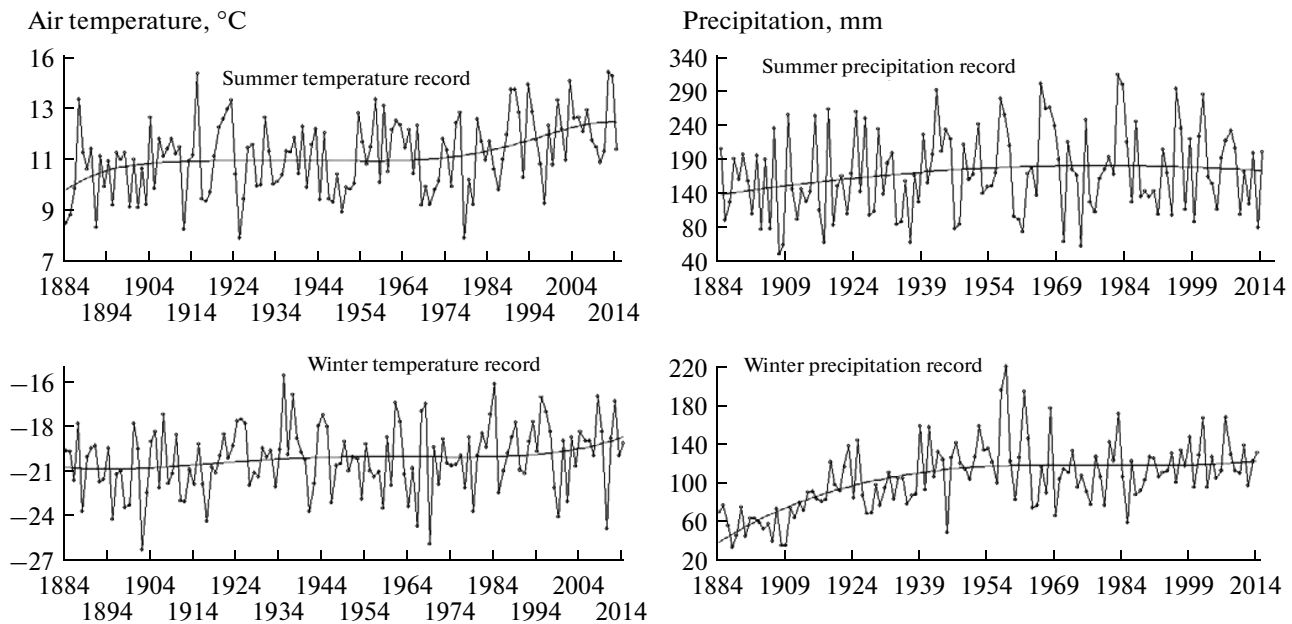 Air temperature, °C
16
13
11
9
7
Summer temperature record
1884 1904 1924 1944 1964 1984 2004
1894 1914 1934 1954 1974 1994 2014
Precipitation, mm
340
290
240
190
140
80
40
Summer precipitation record
1884 1909 1924 1939 1954 1969 1984 1999 2014
Winter temperature record
−16
−18
−21
−24
−27
1884 1904 1924 1944 1964 1984 2004
1894 1914 1934 1954 1974 1994 2014
Winter precipitation record
220
180
140
100
60
20
1884 1909 1924 1939 1954 1969 1984 1999 2014